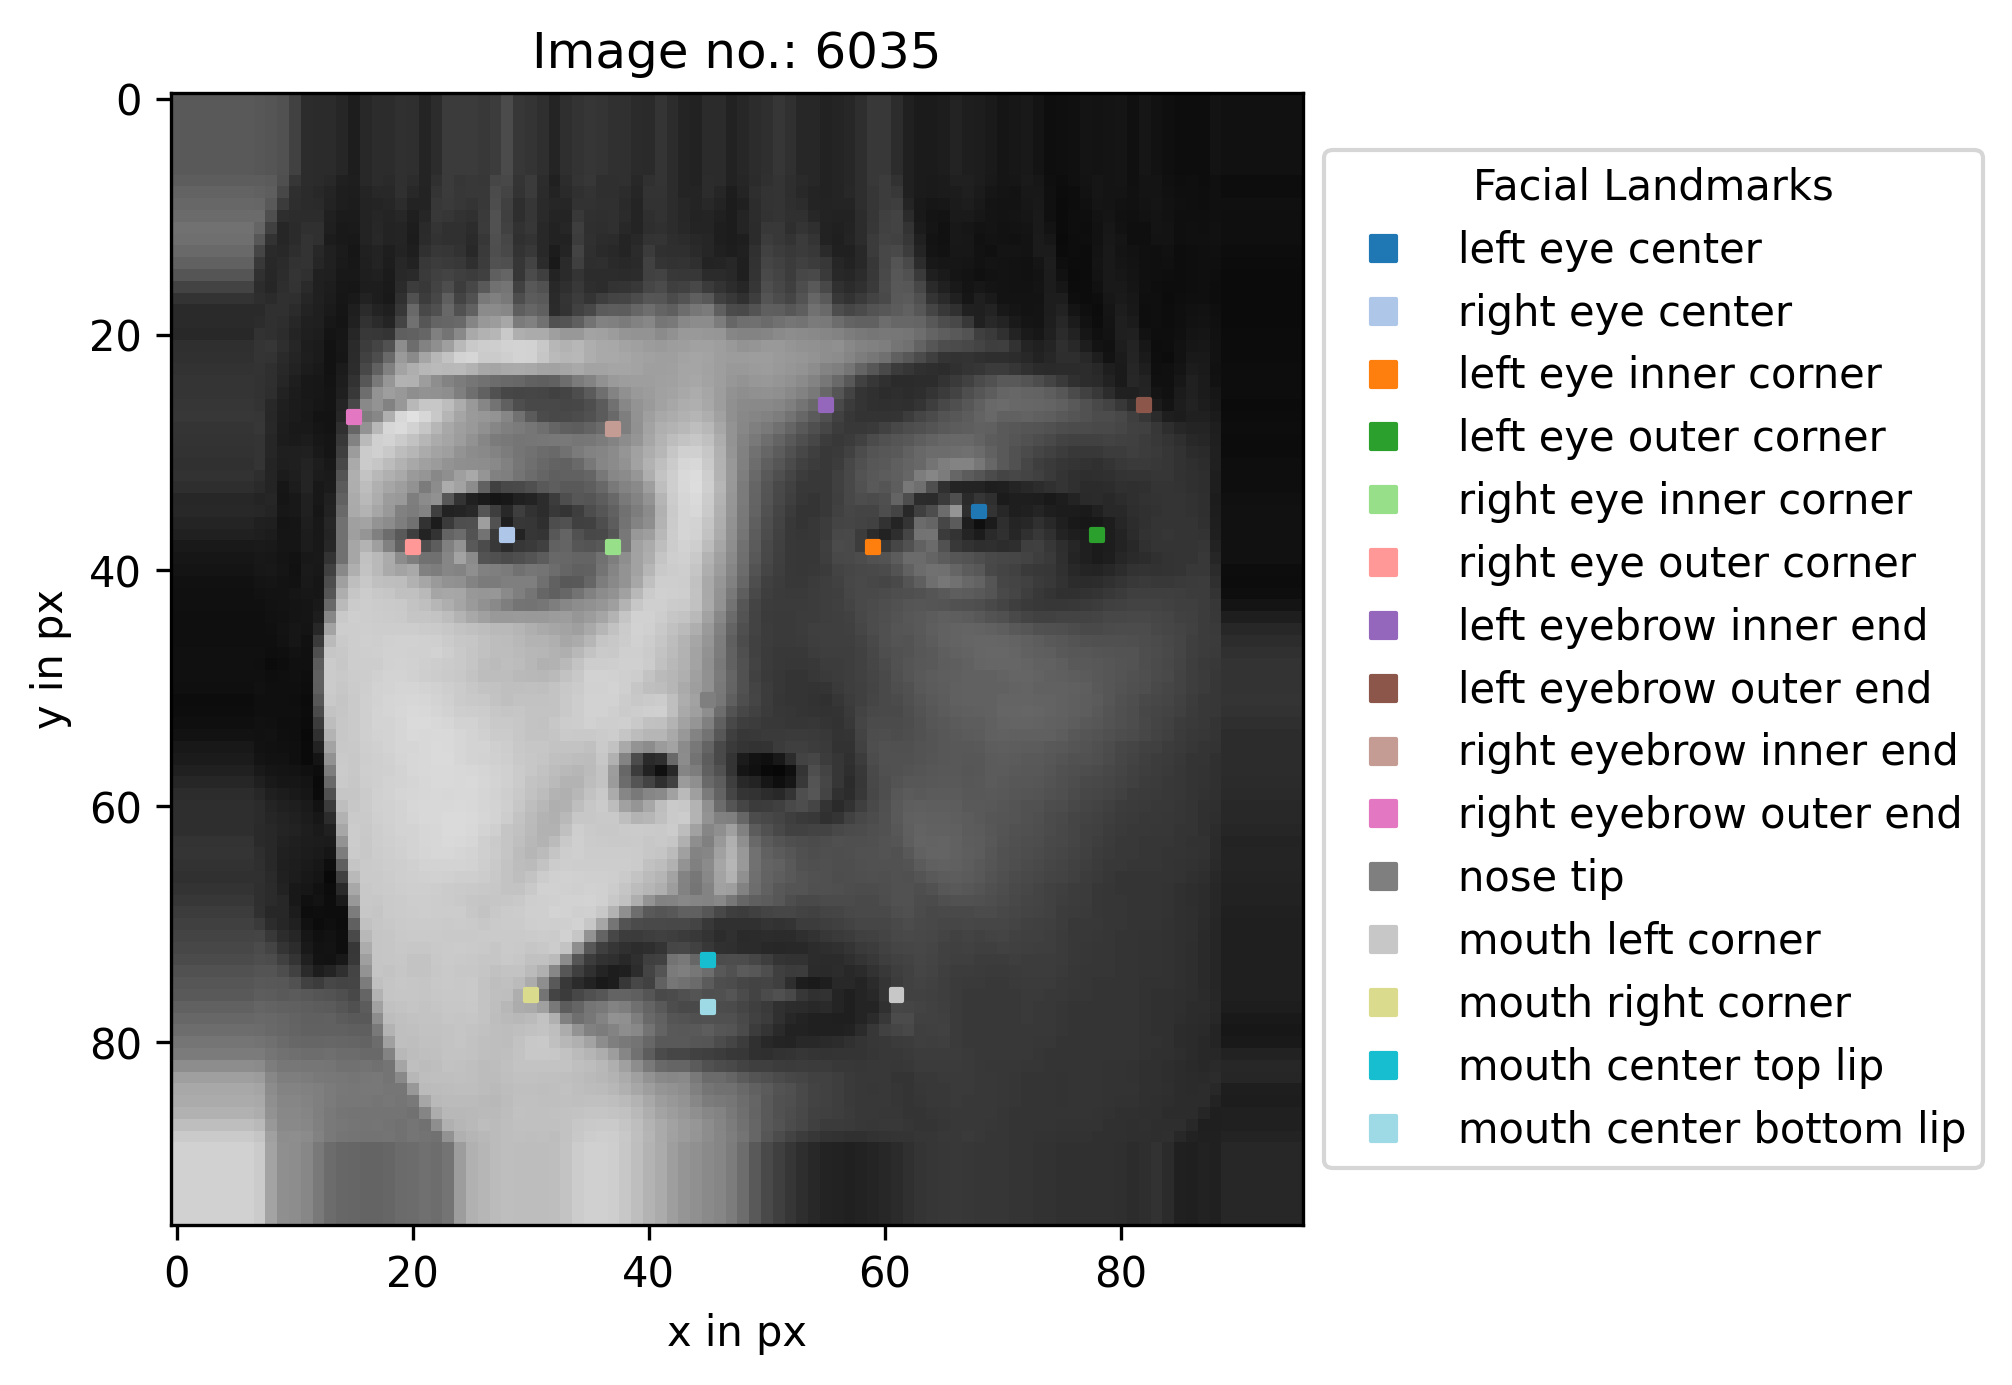 Image no.: 6035
0
20
40
60
80
y in px
0 20 40 60 80
x in px
Facial Landmarks
left eye center
right eye center
left eye inner corner
left eye outer corner
right eye inner corner
right eye outer corner
left eyebrow inner end
left eyebrow outer end
right eyebrow inner end
right eyebrow outer end
nose tip
mouth left corner
mouth right corner
mouth center top lip
mouth center bottom lip